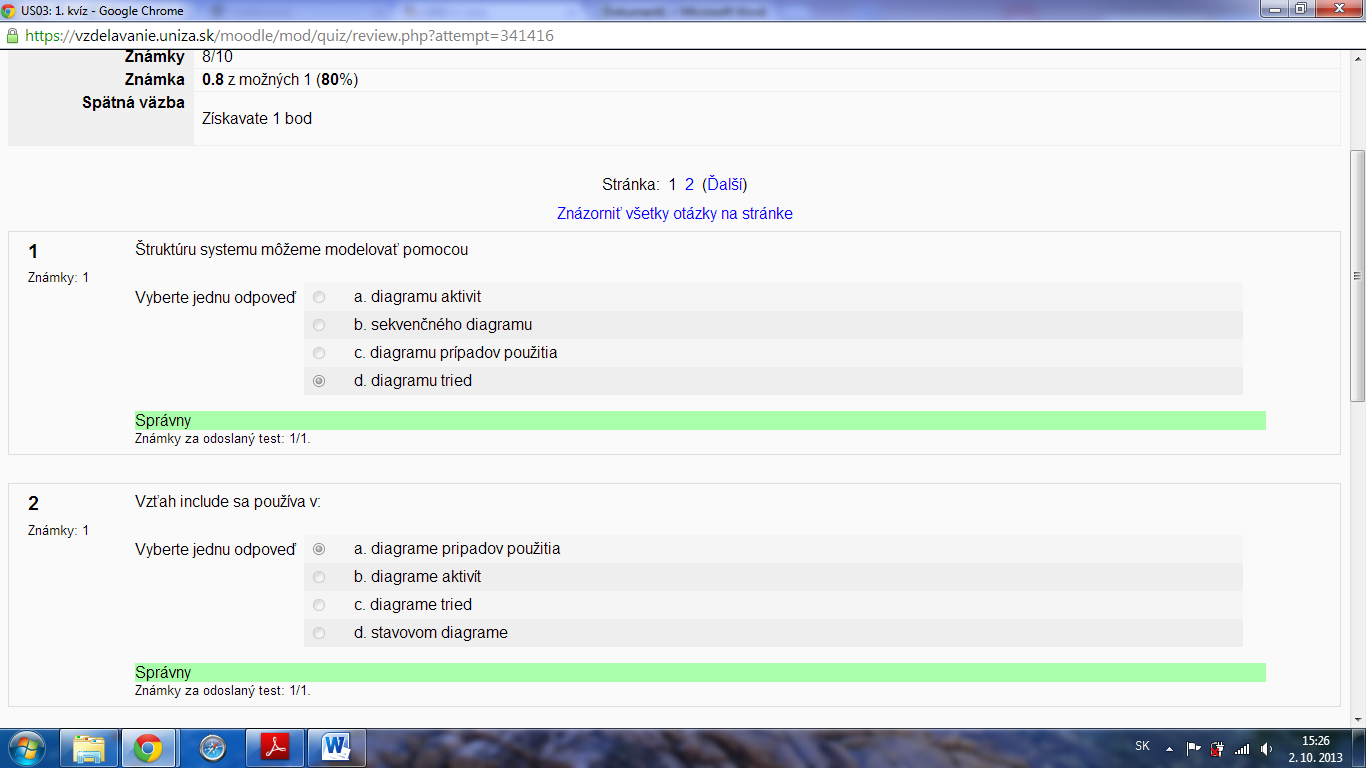 US03: 1. kvíz - Google Chrome
https://vzdelavanie.uniza.sk/moodle/mod/quiz/review.php?attempt=341416
Známky 8/10
Známka 0.8 z možných 1 (80%)
Spätná väzba
Získavate 1 bod
Stránka: 1 2 (Ďalší)
Znázorniť všetky otázky na stránke
1 Štruktúru systemu môžeme modelovať pomocou
Známky: 1
Vyberte jednu odpoveď a. diagramu aktivit
b. sekvenčného diagramu
c. diagramu prípadov použitia
d. diagramu tried
Správny
Známky za odoslaný test: 1/1.
2 Vzťah include sa používa v:
Známky: 1
Vyberte jednu odpoveď a. diagrame pripadov použitia
b. diagrame aktivít
c. diagrame tried
d. stavovom diagrame
Správny
Známky za odoslaný test: 1/1.
SK
15:26
2. 10. 2013